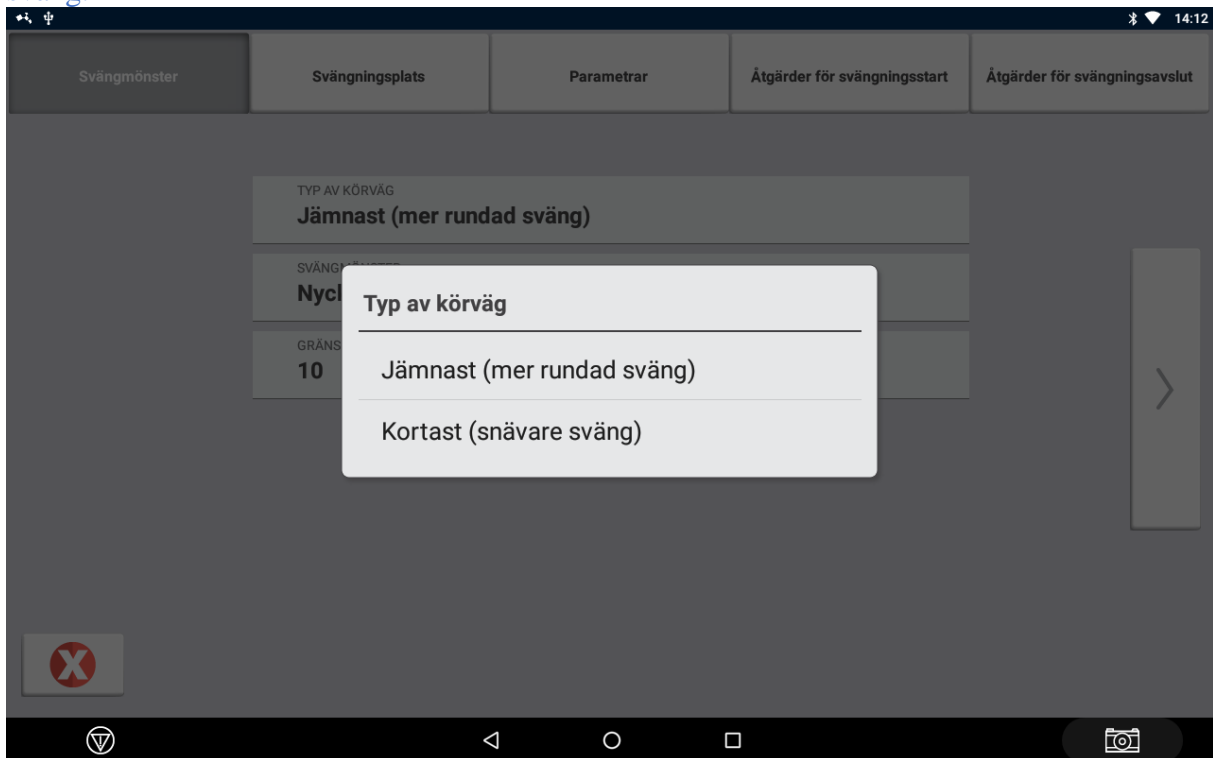 14:12
Svängmönster
Svängningsplats
Parametrar
Åtgärder för svängningsstart
Åtgärder för svängningsavslut
TYP AV KÖRVÄG
Jämnast (mer rundad sväng)
Typ av körväg
GRÄNS
10
Jämnast (mer rundad sväng)
Kortast (snävare sväng)